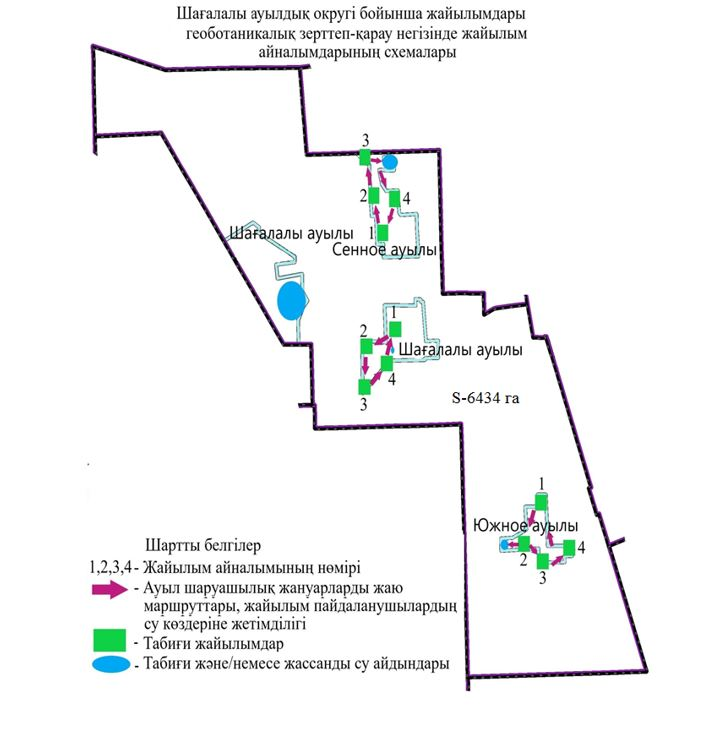 Шағалалы ауылдық округі бойынша жайылымдары
геоботаникалық зерттеп-қарау негізінде жайылым
айналымдарының схемалары
3
2
4
1
Шағалалы ауылы
Сенное ауылы
1
2
Шағалалы ауылы
4
3
S-6434 га
1
Южное ауылы
2
4
3
Шартты белгілер
1,2,3,4 - Жайылым айналымының нөмірі
- Ауыл шаруашылық жануарларды жаю
маршруттары, жайылым пайдаланушылардың
су көздеріне жетімділігі
- Табиғи жайылымдар
- Табиғи және/немесе жассанды су айдындары